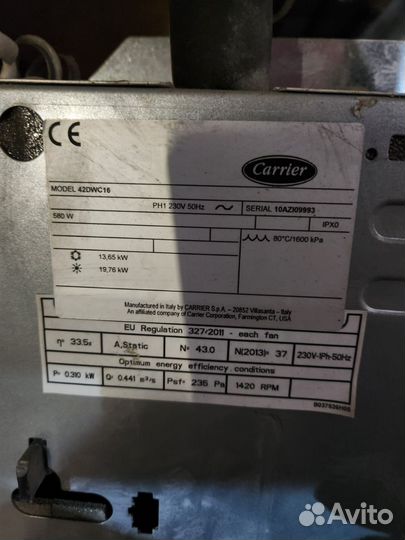 CE
Carrier
MODEL 42DWC16
PH1 230V 50Hz ~ SERIAL 10AZI09993
580 W IPX0
80°C/1600 kPa
13,65 kW
19,76 kW
Manufactured in Italy by CARRIER S.p.A. – 20852 Villasanta – Italy
An affiliated company of Carrier Corporation, Farmington CT, USA
EU Regulation 327/2011 - each fan
η= 33.5% A,Static N= 43.0 N(2013)= 37 230V-1Ph-50Hz
Optimum energy efficiency conditions
P= 0.310 kW Q= 0.441 m³/s Psf= 235 Pa 1420 RPM
Avito